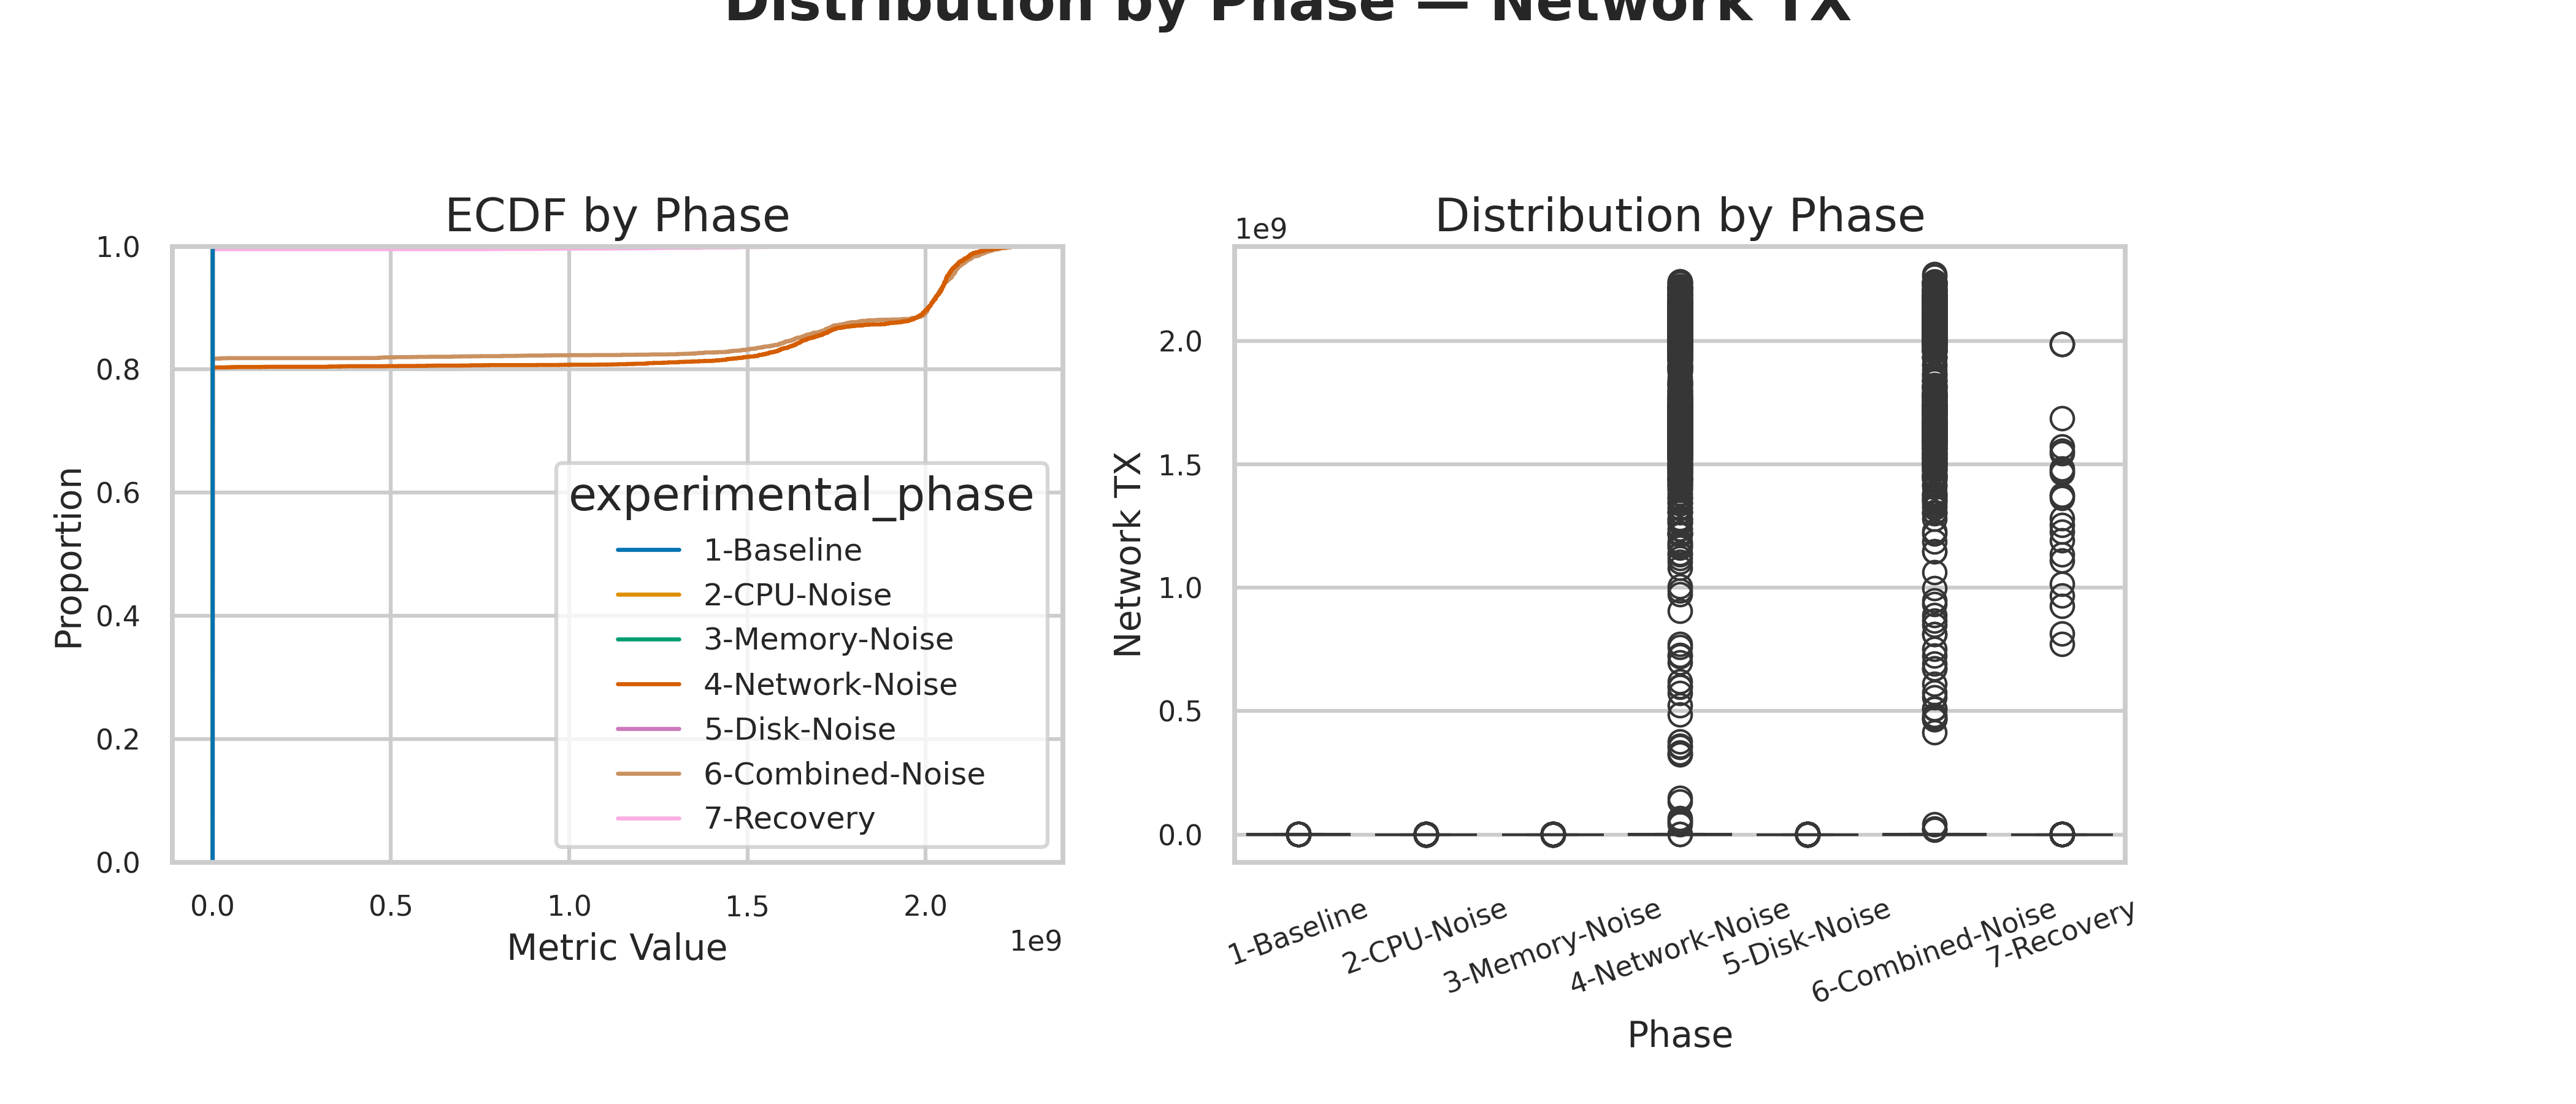 Distribution by Phase — Network TX
ECDF by Phase
1.0
0.8
0.6
0.4
0.2
0.0
Proportion
0.0 0.5 1.0 1.5 2.0
1e9
Metric Value
experimental_phase
1-Baseline
2-CPU-Noise
3-Memory-Noise
4-Network-Noise
5-Disk-Noise
6-Combined-Noise
7-Recovery
Distribution by Phase
1e9
2.0
1.5
1.0
0.5
0.0
Network TX
1-Baseline
2-CPU-Noise
3-Memory-Noise
4-Network-Noise
5-Disk-Noise
6-Combined-Noise
7-Recovery
Phase